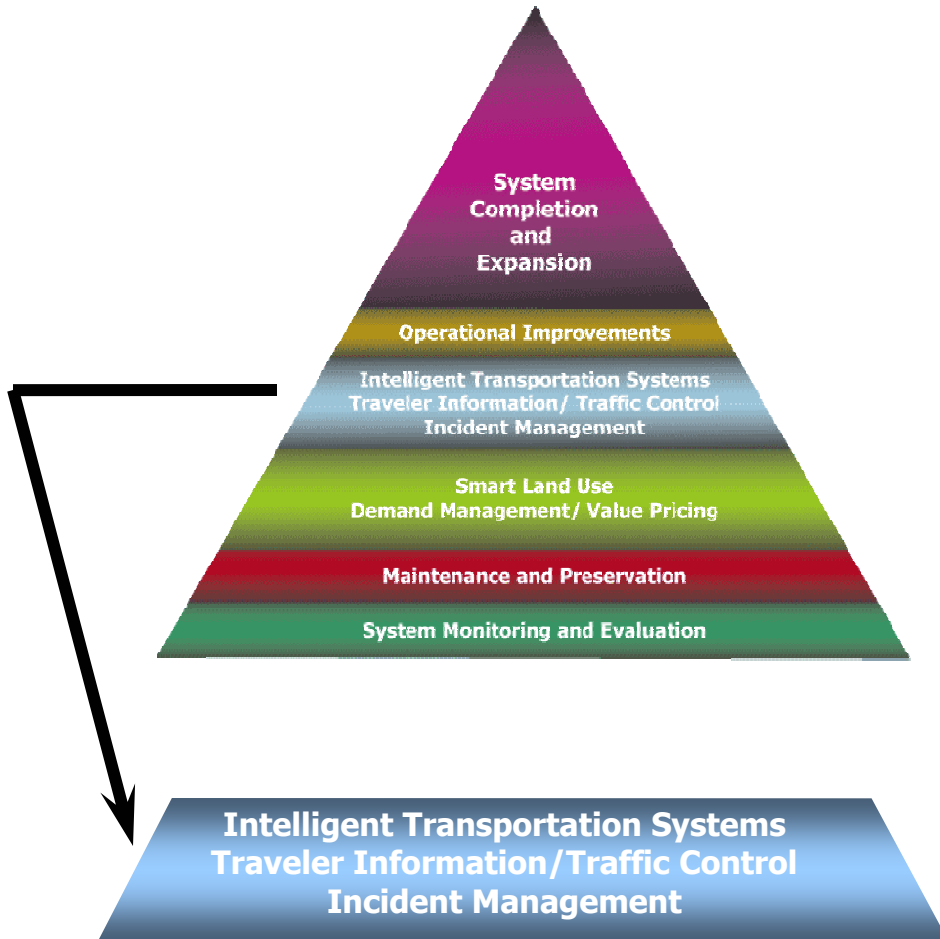 System
Completion
and
Expansion
Operational Improvements
Intelligent Transportation Systems
Traveler Information/ Traffic Control
Incident Management
Smart Land Use
Demand Management/ Value Pricing
Maintenance and Preservation
System Monitoring and Evaluation
Intelligent Transportation Systems
Traveler Information/Traffic Control
Incident Management